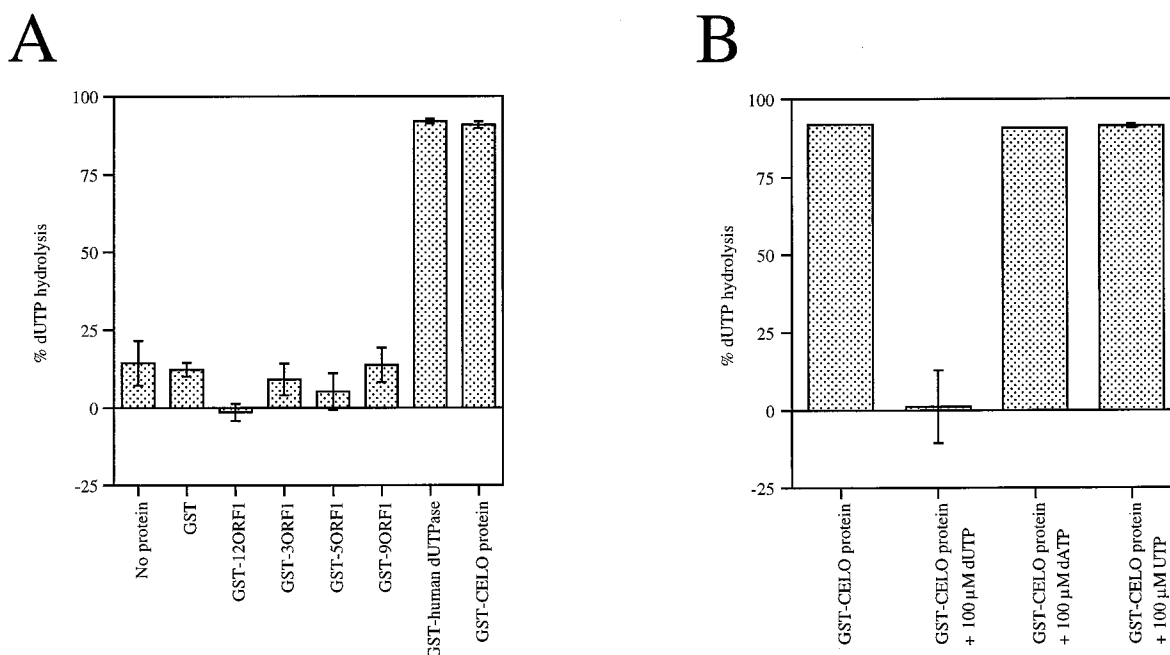 A
% dUTP hydrolysis
100
75
50
25
0
-25
No protein
GST
GST-12ORF1
GST-3ORF1
GST-5ORF1
GST-9ORF1
GST-human dUTPase
GST-CELO protein
B
% dUTP hydrolysis
100
75
50
25
0
-25
GST-CELO protein
GST-CELO protein
+ 100 µM dUTP
GST-CELO protein
+ 100 µM dATP
GST-CELO protein
+ 100 µM UTP